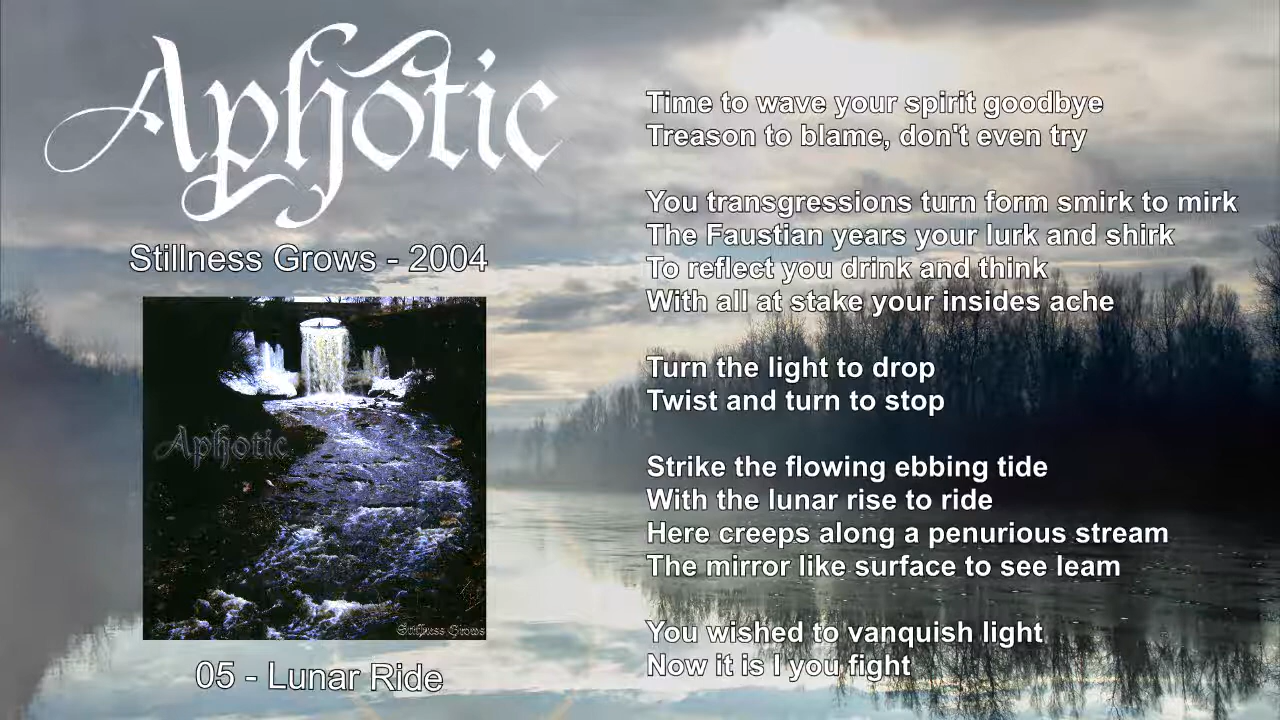 Aphotic
Stillness Grows - 2004
Aphotic
Stillness Grows
05 - Lunar Ride
Time to wave your spirit goodbye
Treason to blame, don't even try
You transgressions turn form smirk to mirk
The Faustian years your lurk and shirk
To reflect you drink and think
With all at stake your insides ache
Turn the light to drop
Twist and turn to stop
Strike the flowing ebbing tide
With the lunar rise to ride
Here creeps along a penurious stream
The mirror like surface to see leam
You wished to vanquish light
Now it is I you fight